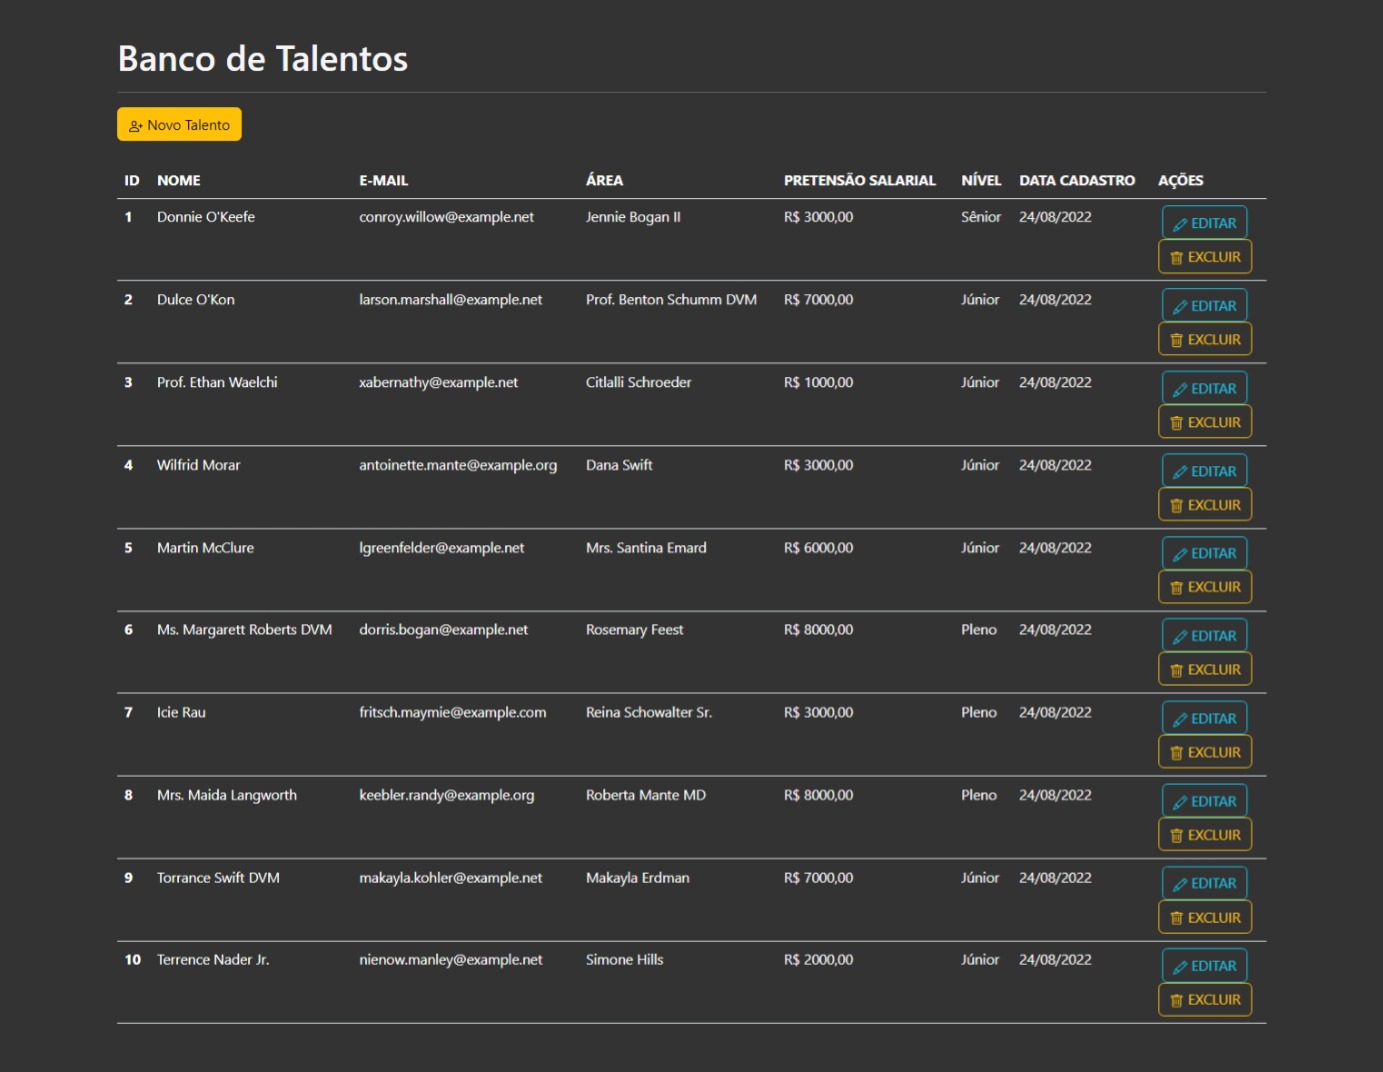 Banco de Talentos
Novo Talento
ID NOME E-MAIL ÁREA PRETENSÃO SALARIAL NÍVEL DATA CADASTRO AÇÕES
1 Donnie O'Keefe conroy.willow@example.net Jennie Bogan II R$ 3000,00 Sênior 24/08/2022 EDITAR
EXCLUIR
2 Dulce O'Kon larson.marshall@example.net Prof. Benton Schumm DVM R$ 7000,00 Júnior 24/08/2022 EDITAR
EXCLUIR
3 Prof. Ethan Waelchi xabernathy@example.net Citlalli Schroeder R$ 1000,00 Júnior 24/08/2022 EDITAR
EXCLUIR
4 Wilfrid Morar antoinette.mante@example.org Dana Swift R$ 3000,00 Júnior 24/08/2022 EDITAR
EXCLUIR
5 Martin McClure lgreenfelder@example.net Mrs. Santina Emard R$ 6000,00 Júnior 24/08/2022 EDITAR
EXCLUIR
6 Ms. Margarett Roberts DVM dorris.bogan@example.net Rosemary Feest R$ 8000,00 Pleno 24/08/2022 EDITAR
EXCLUIR
7 Icie Rau fritsch.maymie@example.com Reina Schowalter Sr. R$ 3000,00 Pleno 24/08/2022 EDITAR
EXCLUIR
8 Mrs. Maida Langworth keebler.randy@example.org Roberta Mante MD R$ 8000,00 Pleno 24/08/2022 EDITAR
EXCLUIR
9 Torrance Swift DVM makayla.kohler@example.net Makayla Erdman R$ 7000,00 Júnior 24/08/2022 EDITAR
EXCLUIR
10 Terrence Nader Jr. nienow.manley@example.net Simone Hills R$ 2000,00 Júnior 24/08/2022 EDITAR
EXCLUIR